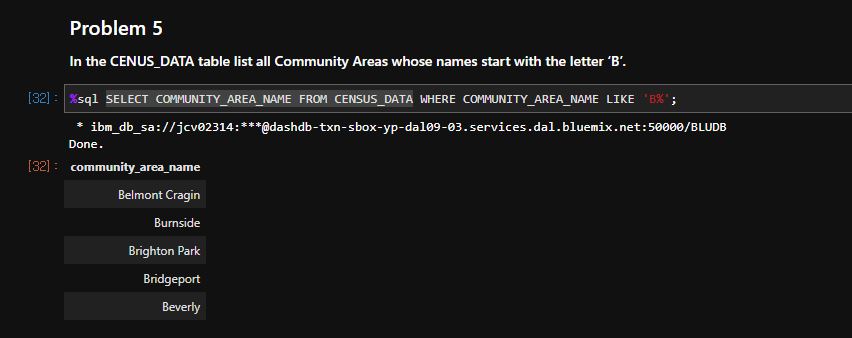 Problem 5
In the CENUS_DATA table list all Community Areas whose names start with the letter ‘B’.
[32]: %sql SELECT COMMUNITY_AREA_NAME FROM CENSUS_DATA WHERE COMMUNITY_AREA_NAME LIKE 'B%';
* ibm_db_sa://jcv02314:***@dashdb-txn-sbox-yp-dal09-03.services.dal.bluemix.net:50000/BLUDB
Done.
[32]: community_area_name
Belmont Cragin
Burnside
Brighton Park
Bridgeport
Beverly